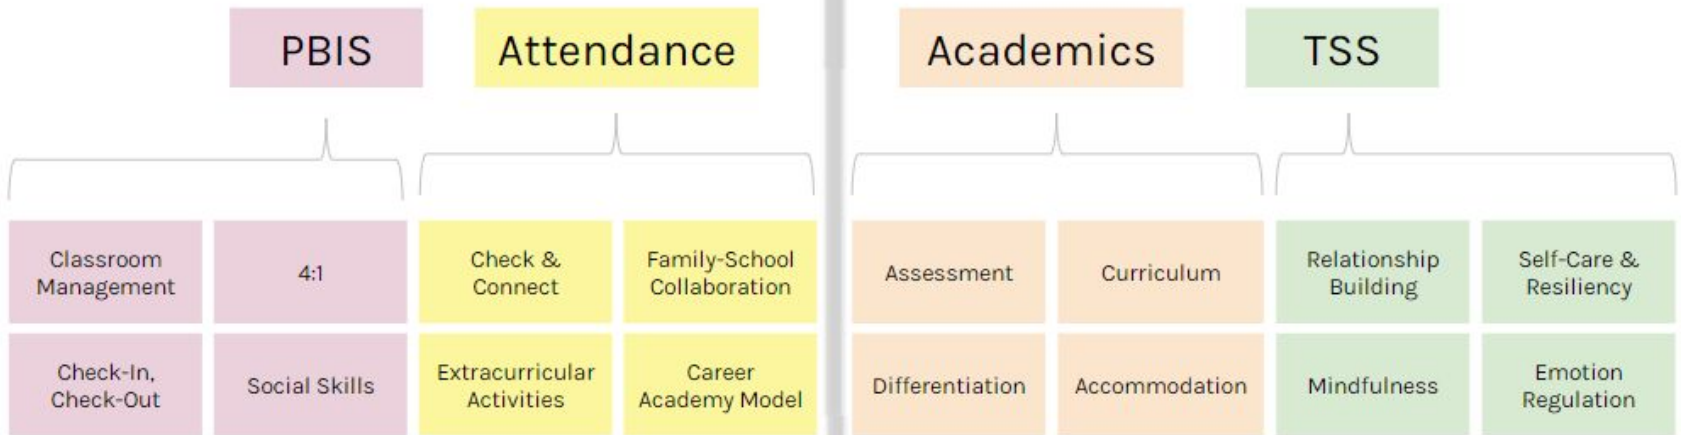 PBIS
Attendance
Academics
TSS
Classroom
Management
4:1
Check &
Connect
Family-School
Collaboration
Assessment
Curriculum
Relationship
Building
Self-Care &
Resiliency
Check-In,
Check-Out
Social Skills
Extracurricular
Activities
Career
Academy Model
Differentiation
Accommodation
Mindfulness
Emotion
Regulation